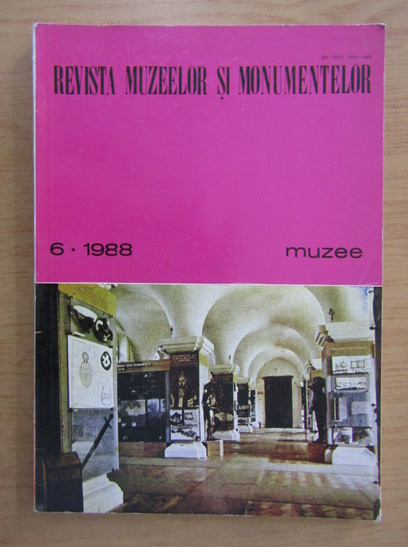 REVISTA MUZEELOR ȘI MONUMENTELOR
6 • 1988 muzee